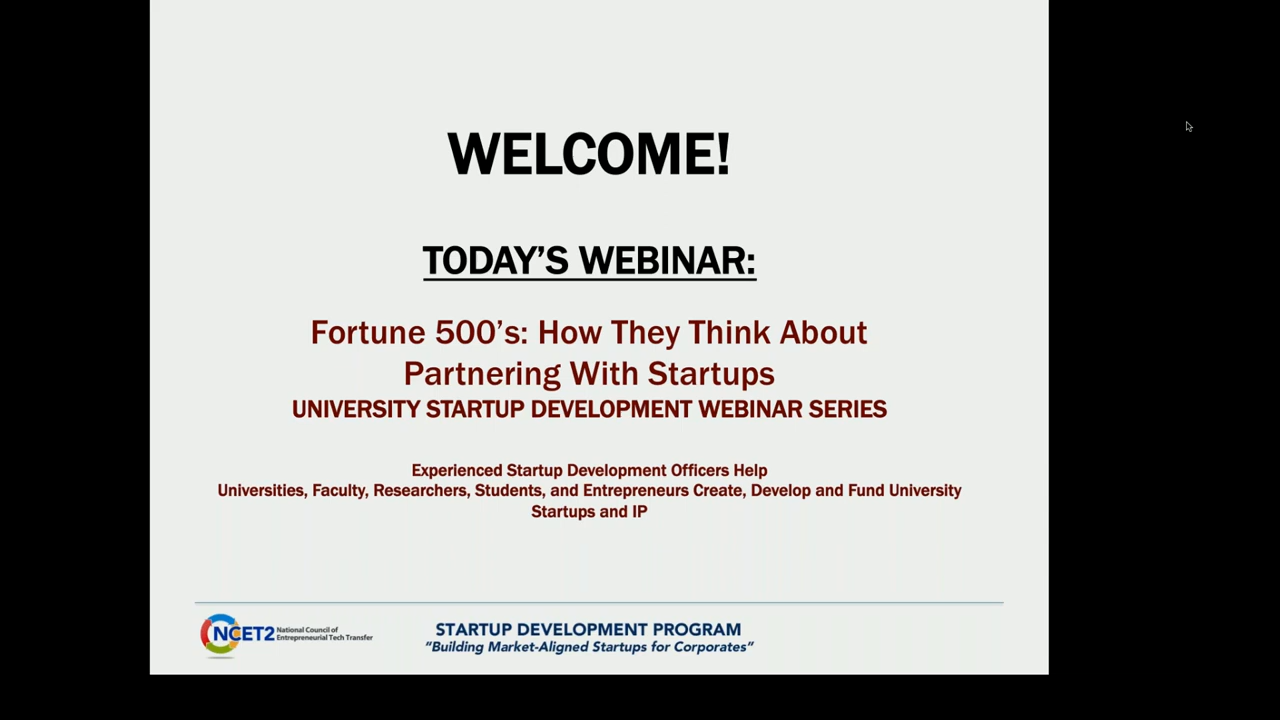 WELCOME!
TODAY'S WEBINAR:
Fortune 500's: How They Think About
Partnering With Startups
UNIVERSITY STARTUP DEVELOPMENT WEBINAR SERIES
Experienced Startup Development Officers Help
Universities, Faculty, Researchers, Students, and Entrepreneurs Create, Develop and Fund University
Startups and IP
NCET2 National Council of
Entrepreneurial Tech Transfer
STARTUP DEVELOPMENT PROGRAM
"Building Market-Aligned Startups for Corporates"